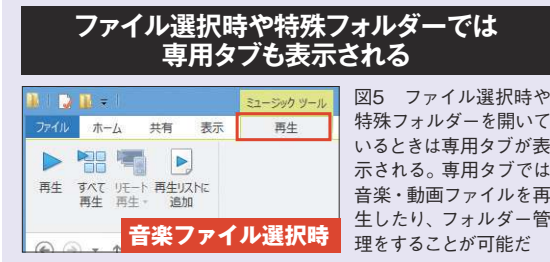 ファイル選択時や特殊フォルダーでは
専用タブも表示される
ミュージック ツール
ファイル ホーム 共有 表示 再生
再生 すべて再生 リモート再生 再生リストに追加
音楽ファイル選択時
図5 ファイル選択時や
特殊フォルダーを開いて
いるときは専用タブが表
示される。専用タブでは
音楽・動画ファイルを再
生したり、フォルダー管
理をすることが可能だ